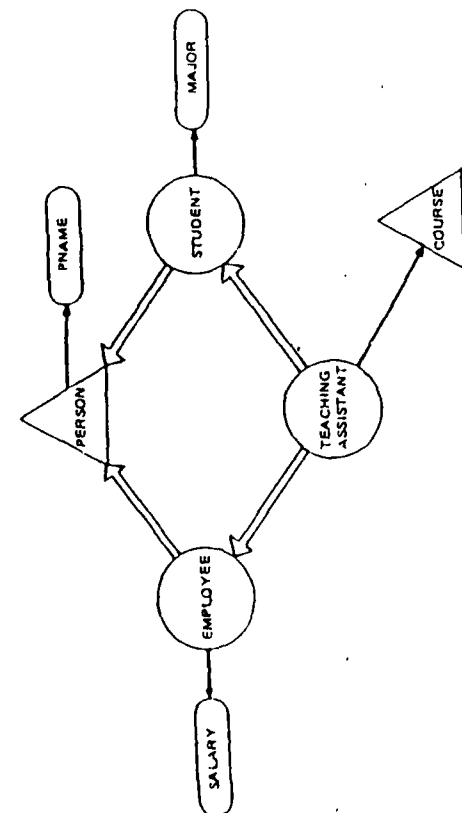 MAJOR
PNAME
STUDENT
COURSE
PERSON
TEACHING
ASSISTANT
EMPLOYEE
SALARY